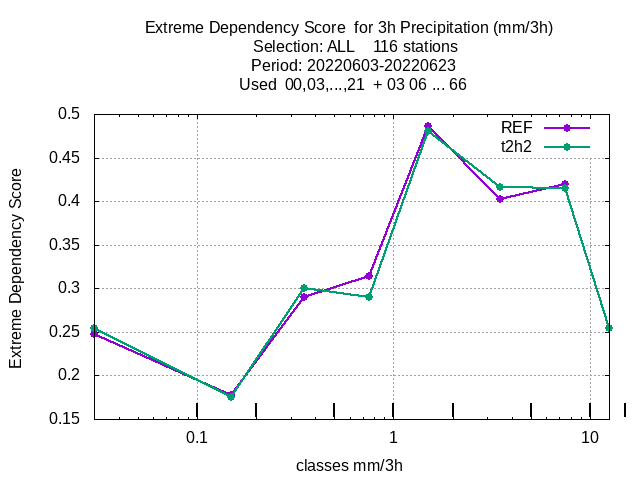 Extreme Dependency Score  for 3h Precipitation (mm/3h)
Selection: ALL    116 stations
Period: 20220603-20220623
Used  00,03,...,21  + 03 06 ... 66
REF
t2h2
Extreme Dependency Score
0.5
0.45
0.4
0.35
0.3
0.25
0.2
0.15
0.1 1 10
classes mm/3h